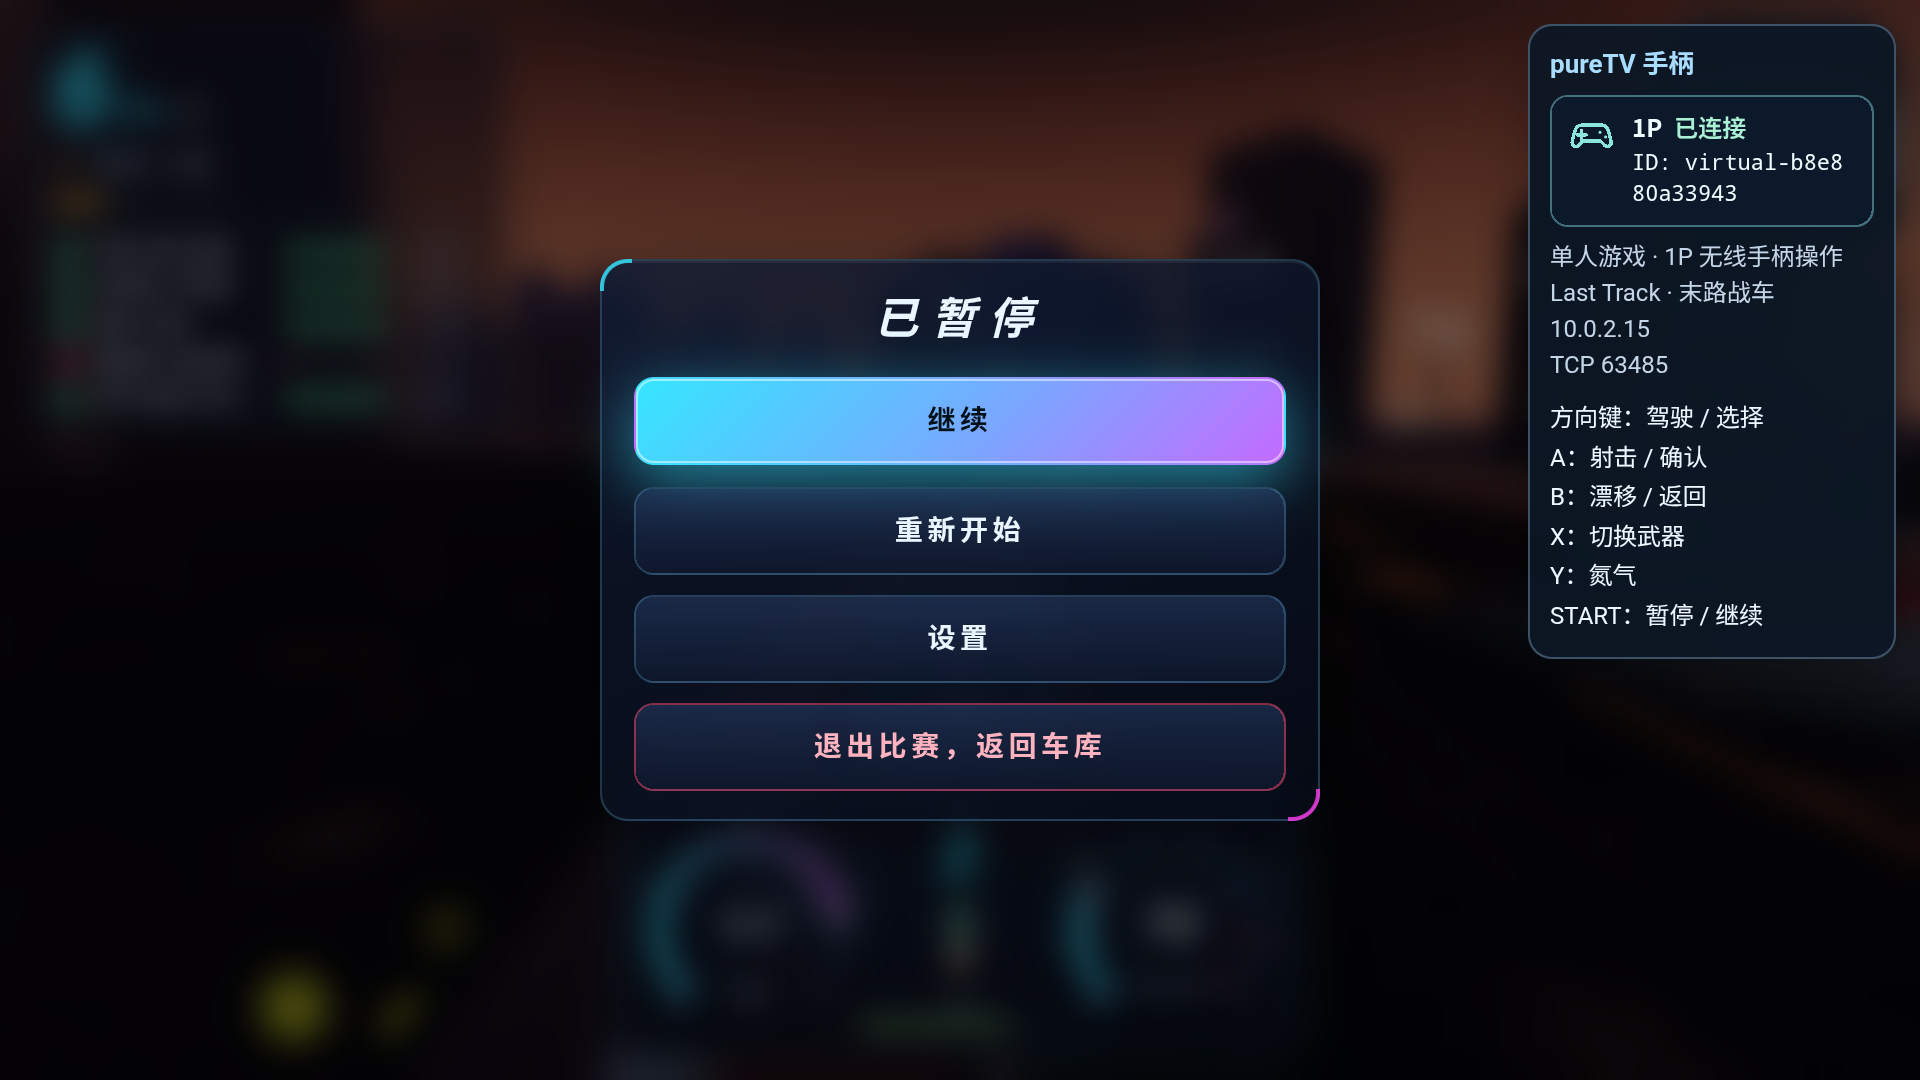 已暂停
继续
重新开始
设置
退出比赛，返回车库
pureTV 手柄
1P 已连接
ID: virtual-b8e8
80a33943
单人游戏 · 1P 无线手柄操作
Last Track · 末路战车
10.0.2.15
TCP 63485
方向键：驾驶 / 选择
A：射击 / 确认
B：漂移 / 返回
X：切换武器
Y：氮气
START：暂停 / 继续